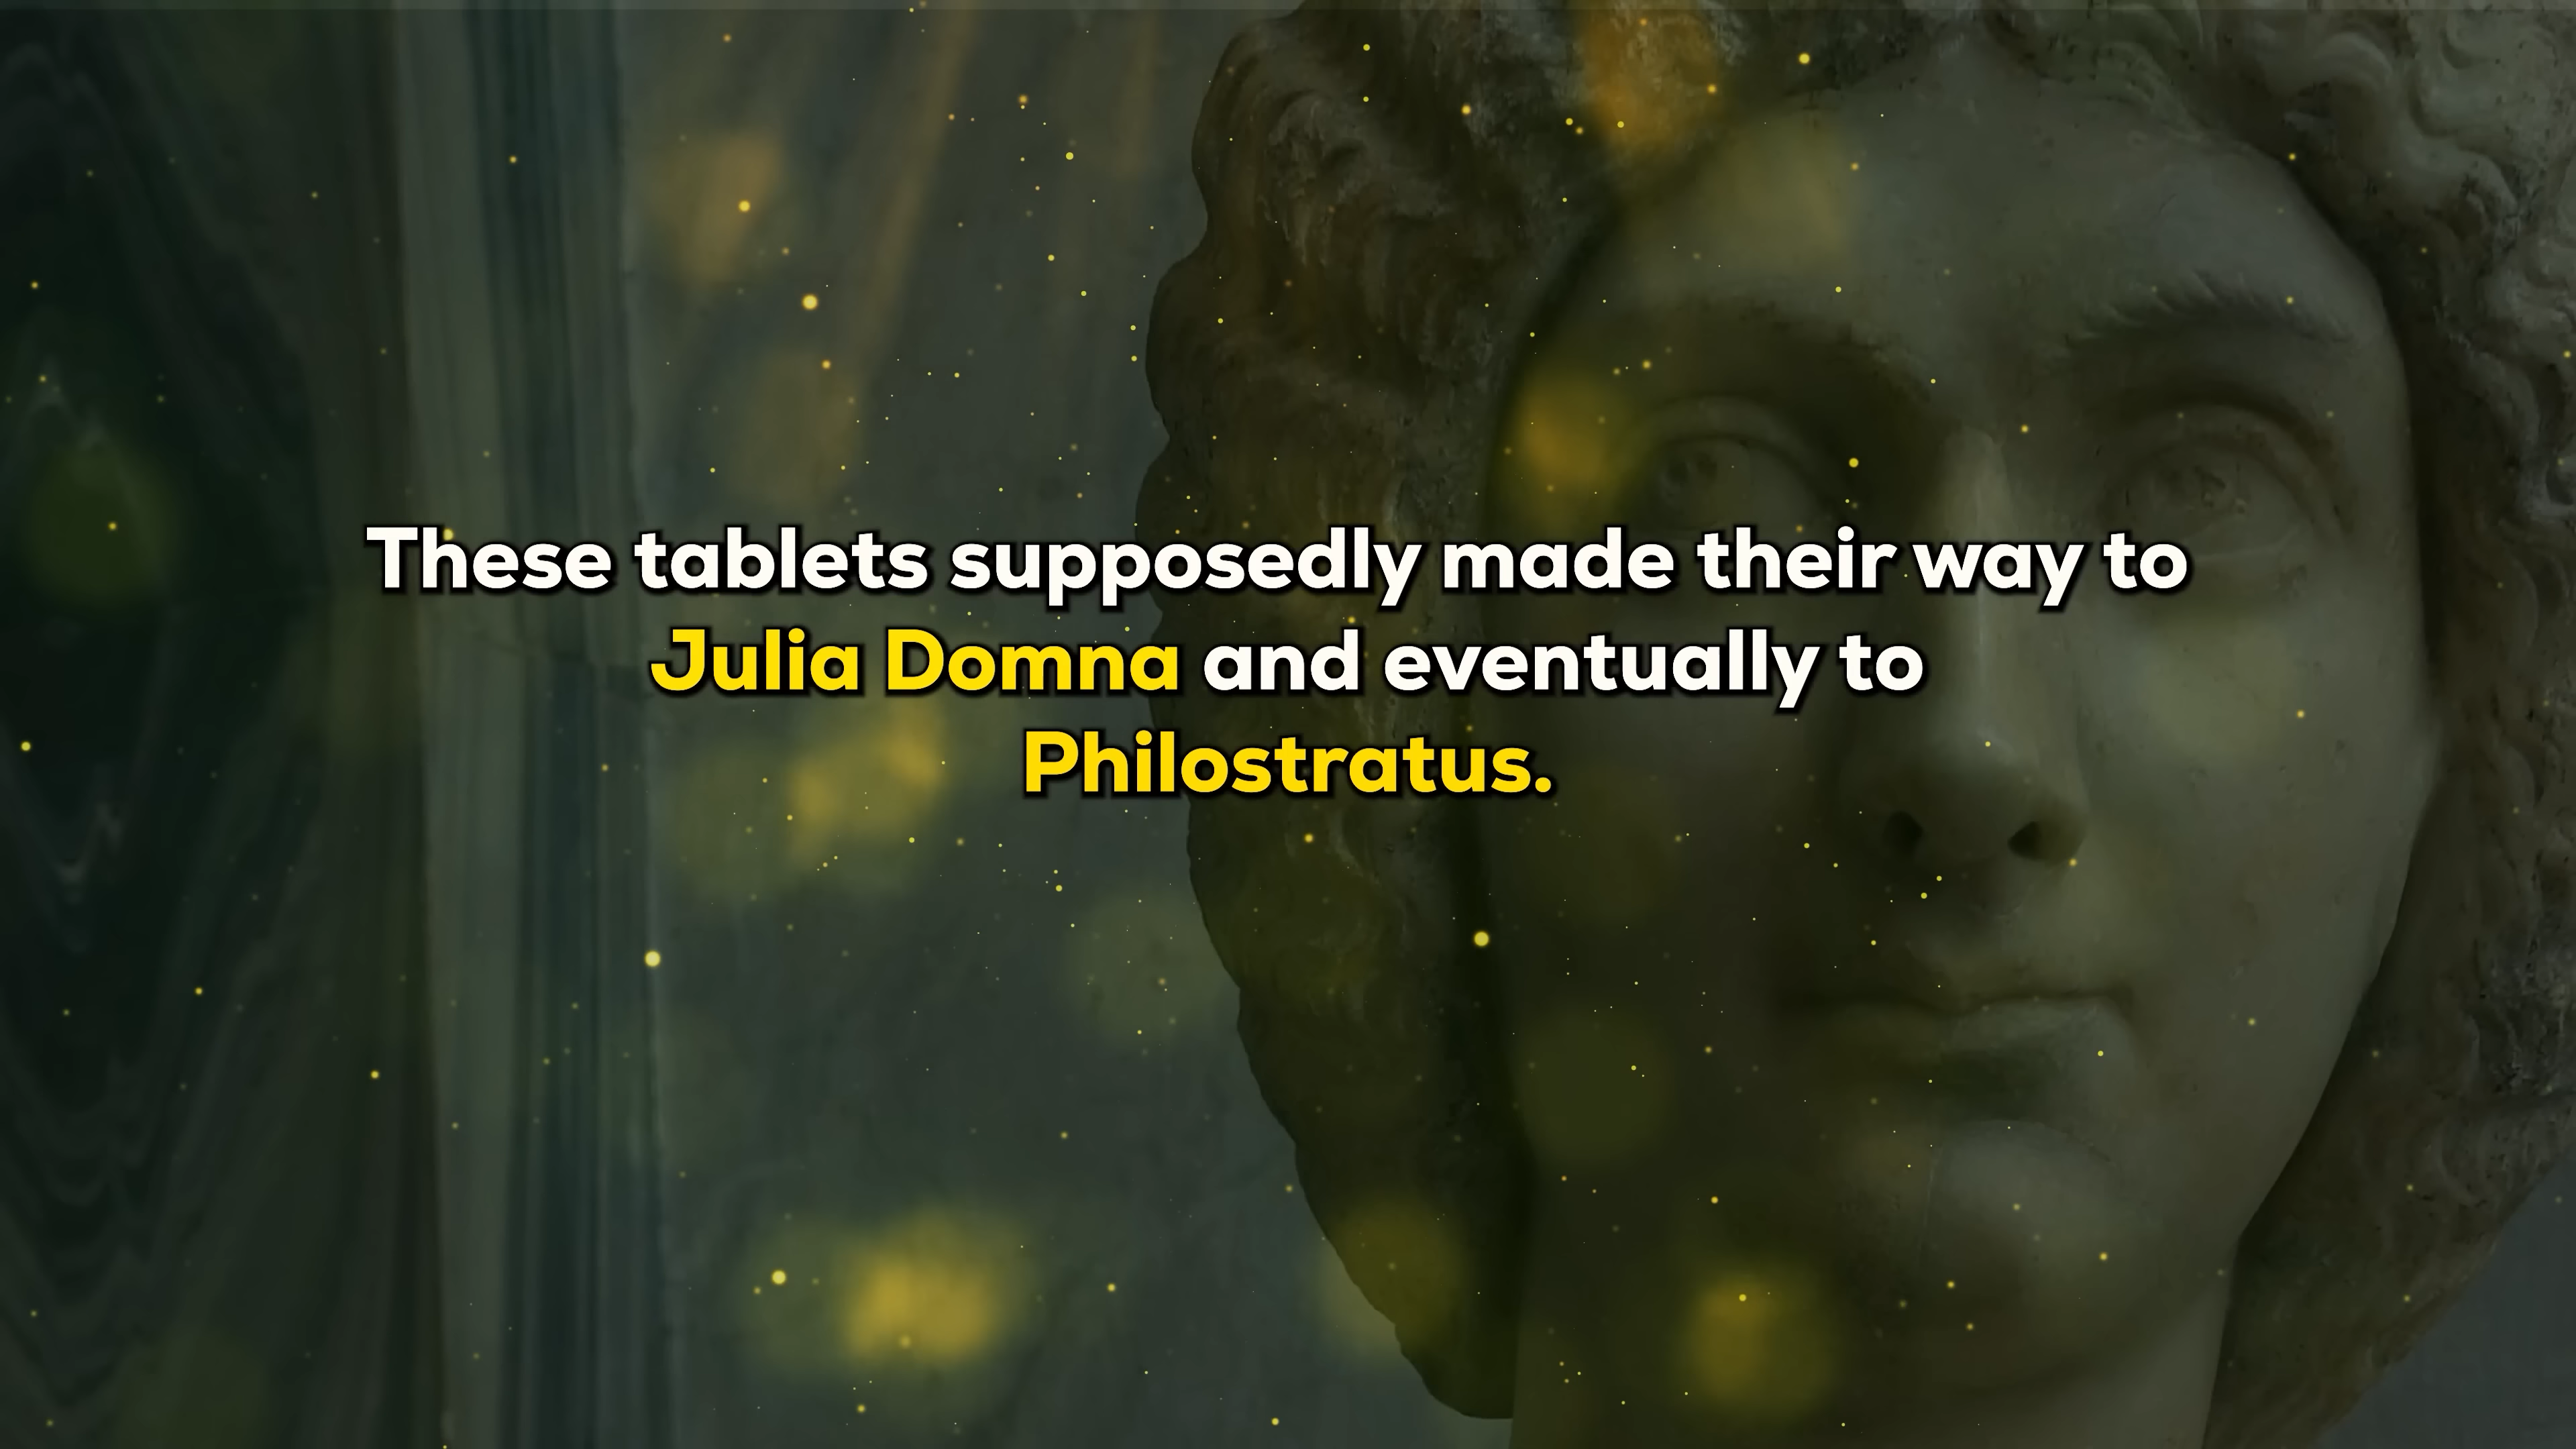 These tablets supposedly made their way to
Julia Domna and eventually to
Philostratus.